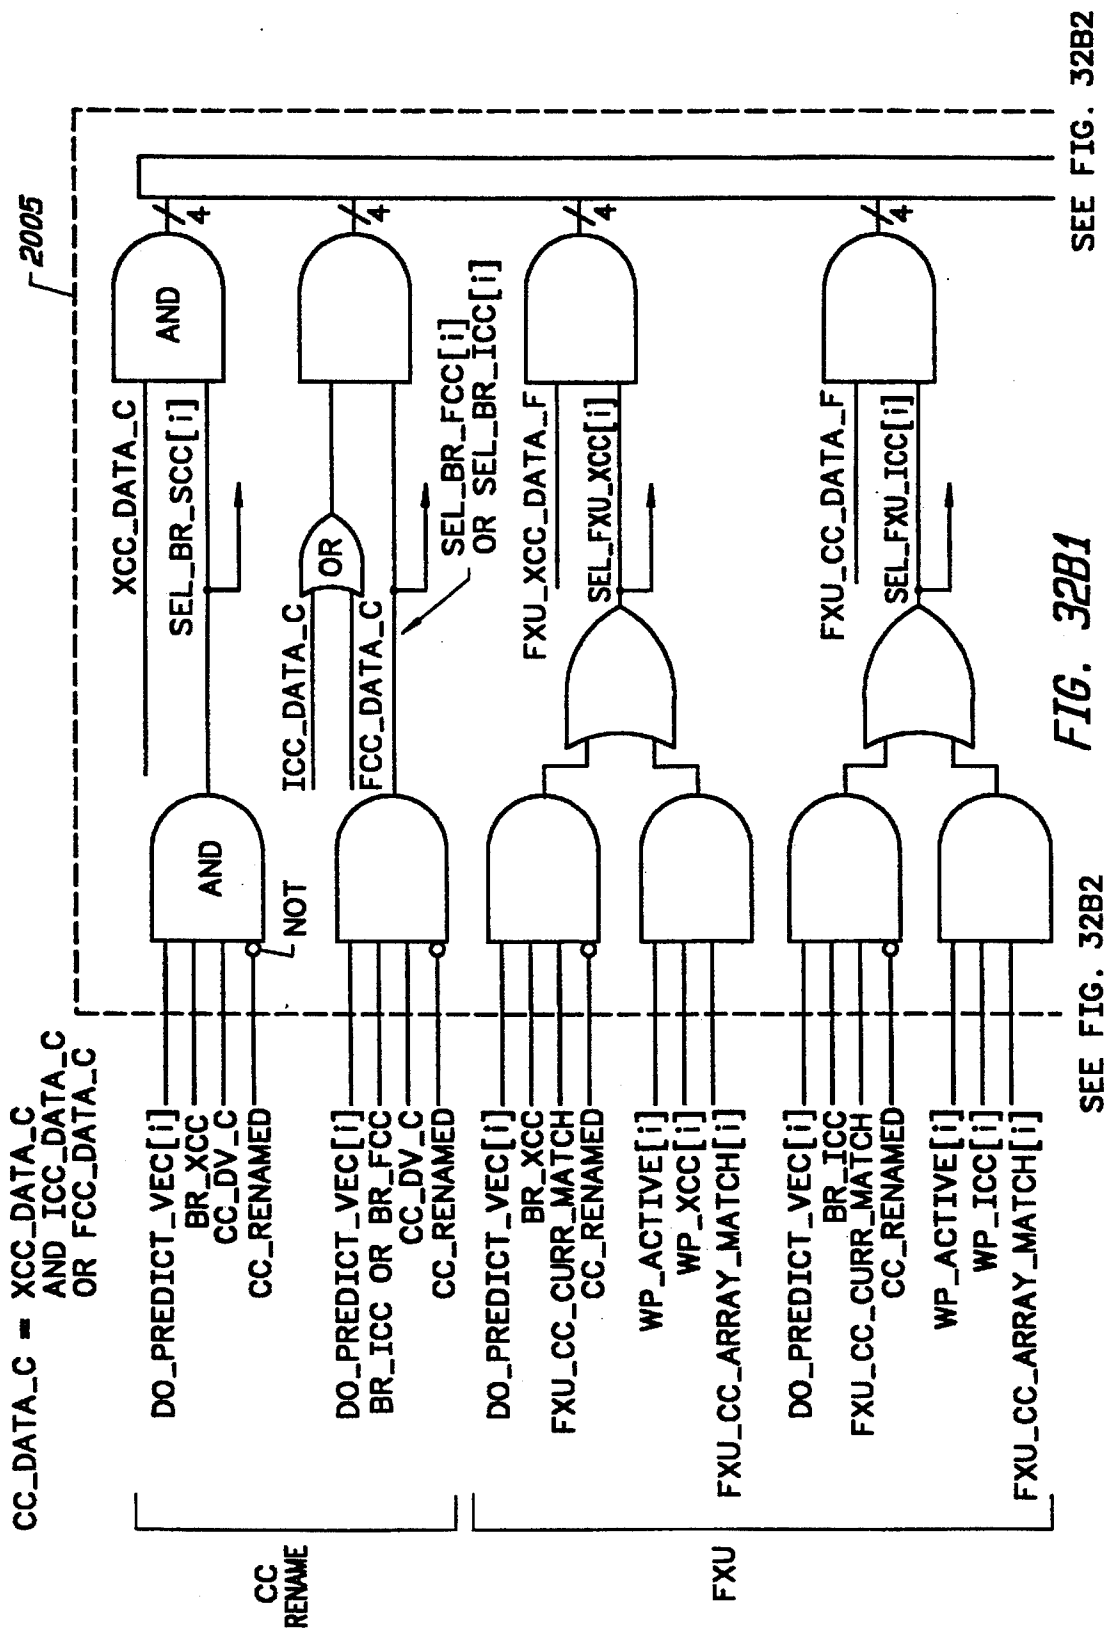 CC_DATA_C = XCC_DATA_C
AND ICC_DATA_C
OR FCC_DATA_C
2005
CC
RENAME
DO_PREDICT_VEC[i]
BR_XCC
CC_DV_C
CC_RENAMED
AND
NOT
XCC_DATA_C
SEL_BR_SCC[i]
AND
4
DO_PREDICT_VEC[i]
BR_ICC OR BR_FCC
CC_DV_C
CC_RENAMED
ICC_DATA_C
FCC_DATA_C
OR
4
SEL_BR_FCC[i]
OR SEL_BR_ICC[i]
FXU
DO_PREDICT_VEC[i]
BR_XCC
FXU_CC_CURR_MATCH
CC_RENAMED
WP_ACTIVE[i]
WP_XCC[i]
FXU_CC_ARRAY_MATCH[i]
FXU_XCC_DATA_F
SEL_FXU_XCC[i]
4
DO_PREDICT_VEC[i]
BR_ICC
FXU_CC_CURR_MATCH
CC_RENAMED
WP_ACTIVE[i]
WP_ICC[i]
FXU_CC_ARRAY_MATCH[i]
FXU_CC_DATA_F
SEL_FXU_ICC[i]
4
SEE FIG. 32B2
FIG. 32B1
SEE FIG. 32B2